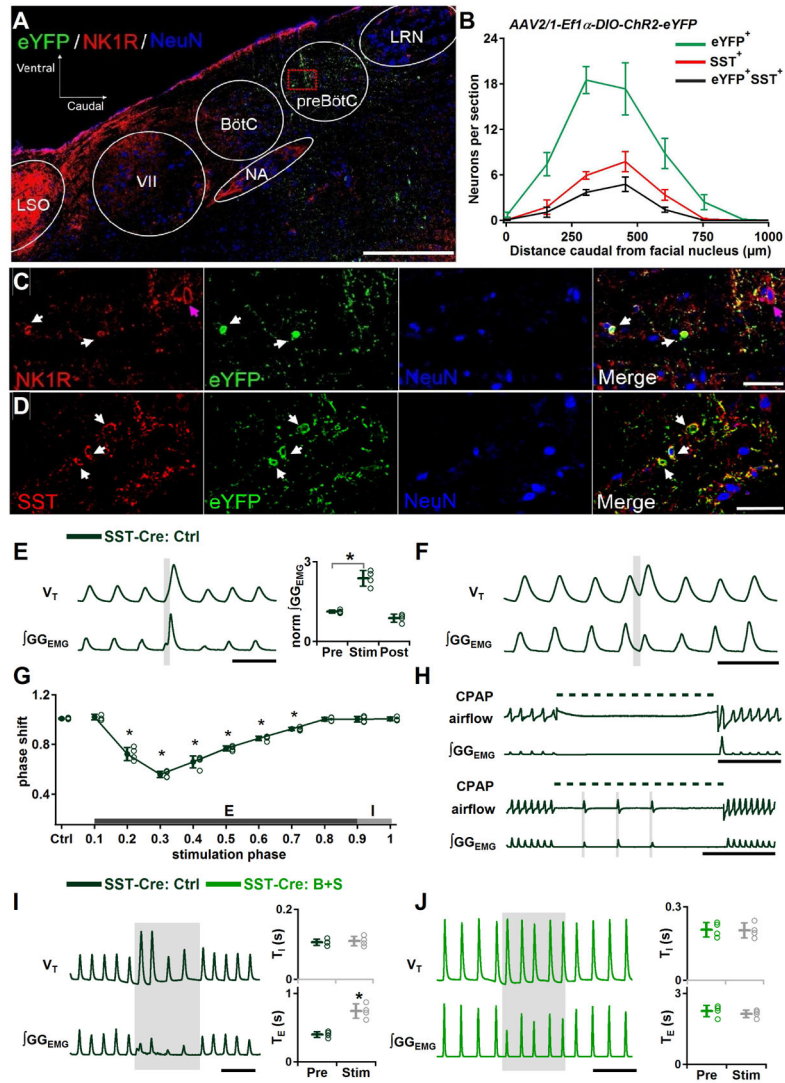 A
eYFP / NK1R / NeuN
Ventral
Caudal
LRN
preBötC
BötC
NA
VII
LSO
B
AAV2/1-Ef1α-DIO-ChR2-eYFP
eYFP+
SST+
eYFP+SST+
Neurons per section
24
18
12
6
0
0 250 500 750 1000
Distance caudal from facial nucleus (µm)
C
NK1R eYFP NeuN Merge
D
SST eYFP NeuN Merge
SST-Cre: Ctrl
E
VT
∫GGEMG
norm ∫GGEMG
3
0
*
Pre Stim Post
F
VT
∫GGEMG
G
phase shift
1.2
0.8
0.4
* * * * * *
E I
Ctrl 0.1 0.2 0.3 0.4 0.5 0.6 0.7 0.8 0.9 1
stimulation phase
H
CPAP
airflow
∫GGEMG
CPAP
airflow
∫GGEMG
SST-Cre: Ctrl SST-Cre: B+S
I
VT
∫GGEMG
TI (s)
0.2
0
TE (s)
1
0
*
Pre Stim
J
VT
∫GGEMG
TI (s)
0.3
0
TE (s)
3
0
Pre Stim